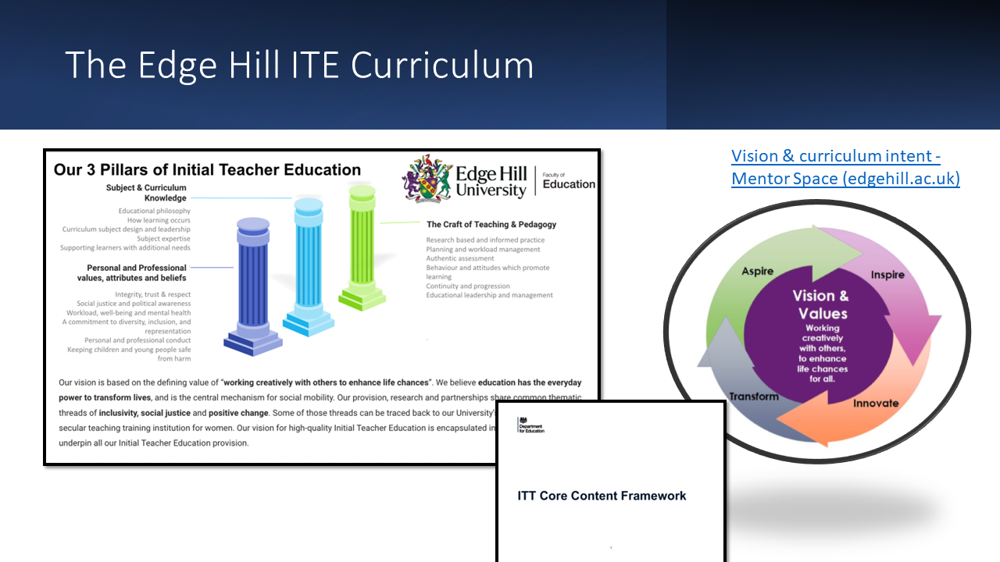 The Edge Hill ITE Curriculum
Our 3 Pillars of Initial Teacher Education
Edge Hill
University
Faculty of
Education
Subject & Curriculum
Knowledge
Educational philosophy
How learning occurs
Curriculum subject design and leadership
Subject expertise
Supporting learners with additional needs
Personal and Professional
values, attributes and beliefs
Integrity, trust & respect
Social justice and political awareness
Workload, well-being and mental health
A commitment to diversity, inclusion, and
representation
Personal and professional conduct
Keeping children and young people safe
from harm
The Craft of Teaching & Pedagogy
Research based and informed practice
Planning and workload management
Authentic assessment
Behaviour and attitudes which promote
learning
Continuity and progression
Educational leadership and management
Our vision is based on the defining value of “working creatively with others to enhance life chances”. We believe education has the everyday
power to transform lives, and is the central mechanism for social mobility. Our provision, research and partnerships share common thematic
threads of inclusivity, social justice and positive change. Some of those threads can be traced back to our University's
secular teaching training institution for women. Our vision for high-quality Initial Teacher Education is encapsulated in
underpin all our Initial Teacher Education provision.
Vision & curriculum intent -
Mentor Space (edgehill.ac.uk)
Aspire
Inspire
Vision &
Values
Working
creatively
with others,
to enhance
life chances
for all.
Transform
Innovate
Department
for Education
ITT Core Content Framework